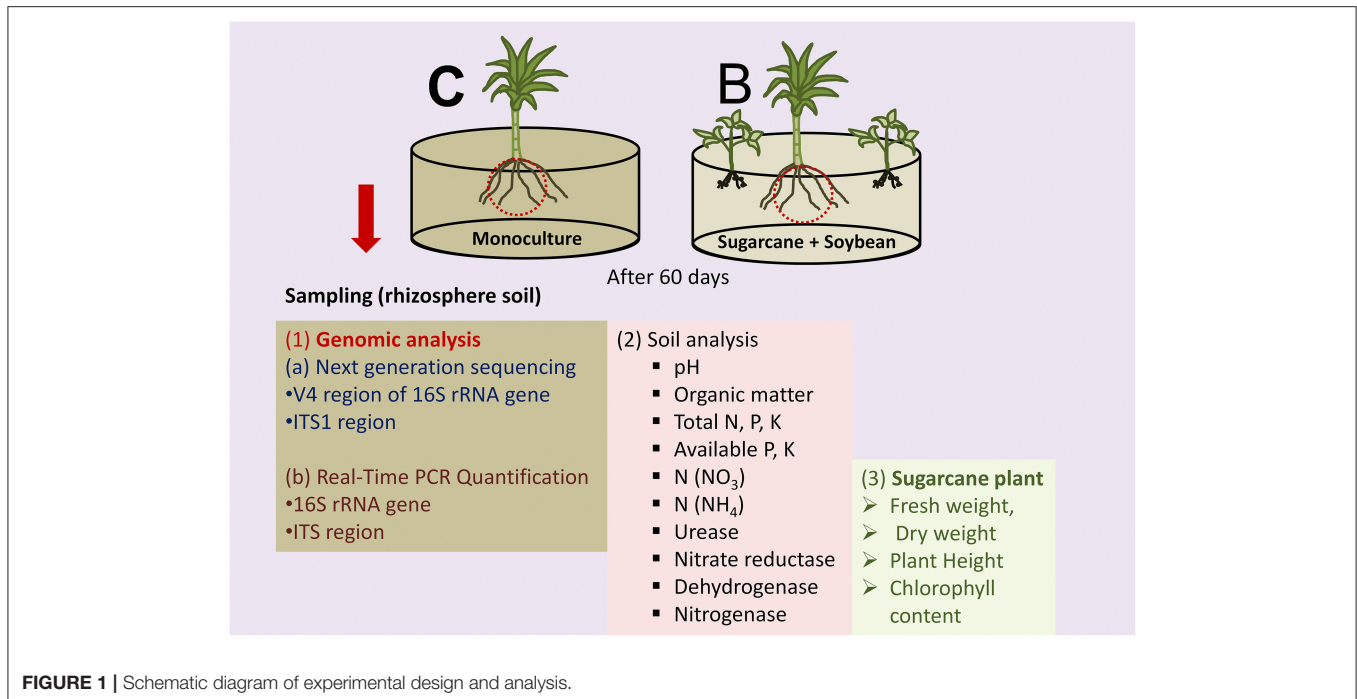 C
B
Monoculture
Sugarcane + Soybean
After 60 days
Sampling (rhizosphere soil)
(1) Genomic analysis
(a) Next generation sequencing
•V4 region of 16S rRNA gene
•ITS1 region
(b) Real-Time PCR Quantification
•16S rRNA gene
•ITS region
(2) Soil analysis
▪ pH
▪ Organic matter
▪ Total N, P, K
▪ Available P, K
▪ N (NO₃)
▪ N (NH₄)
▪ Urease
▪ Nitrate reductase
▪ Dehydrogenase
▪ Nitrogenase
(3) Sugarcane plant
➢ Fresh weight,
➢ Dry weight
➢ Plant Height
➢ Chlorophyll
content
FIGURE 1 | Schematic diagram of experimental design and analysis.